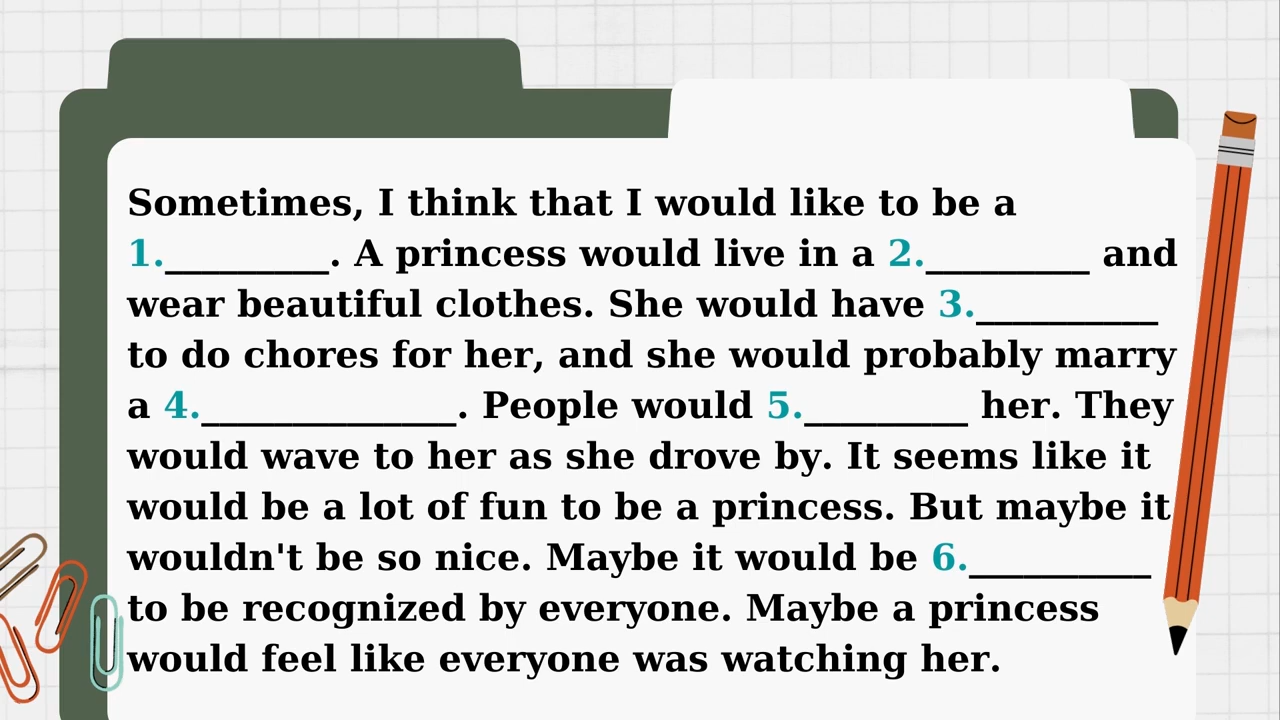 Sometimes, I think that I would like to be a
1._________. A princess would live in a 2._________ and
wear beautiful clothes. She would have 3.__________
to do chores for her, and she would probably marry
a 4.______________. People would 5._________ her. They
would wave to her as she drove by. It seems like it
would be a lot of fun to be a princess. But maybe it
wouldn't be so nice. Maybe it would be 6.__________
to be recognized by everyone. Maybe a princess
would feel like everyone was watching her.